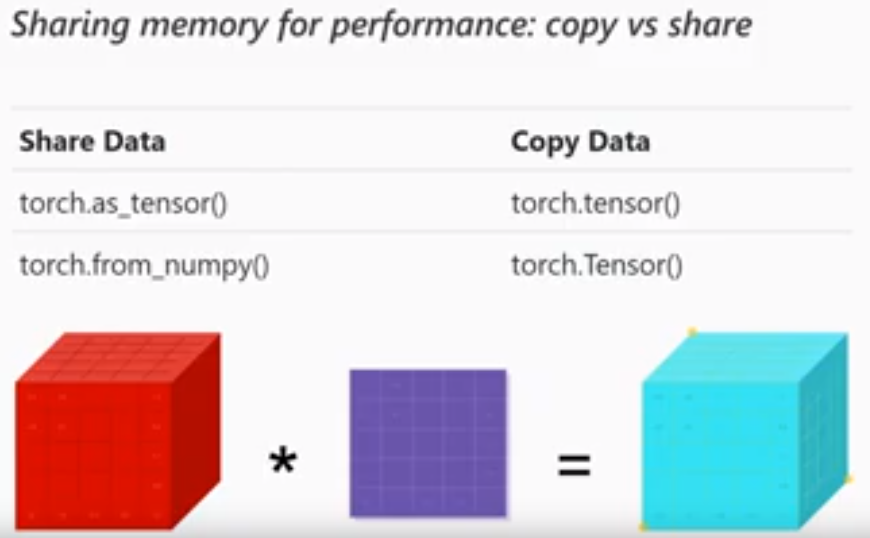 Sharing memory for performance: copy vs share
Share Data Copy Data
torch.as_tensor() torch.tensor()
torch.from_numpy() torch.Tensor()
* =